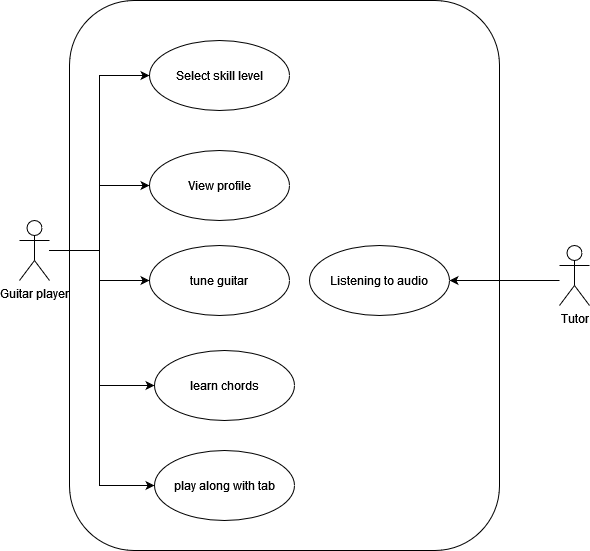 Select skill level
View profile
Guitar player
tune guitar
Listening to audio
Tutor
learn chords
play along with tab